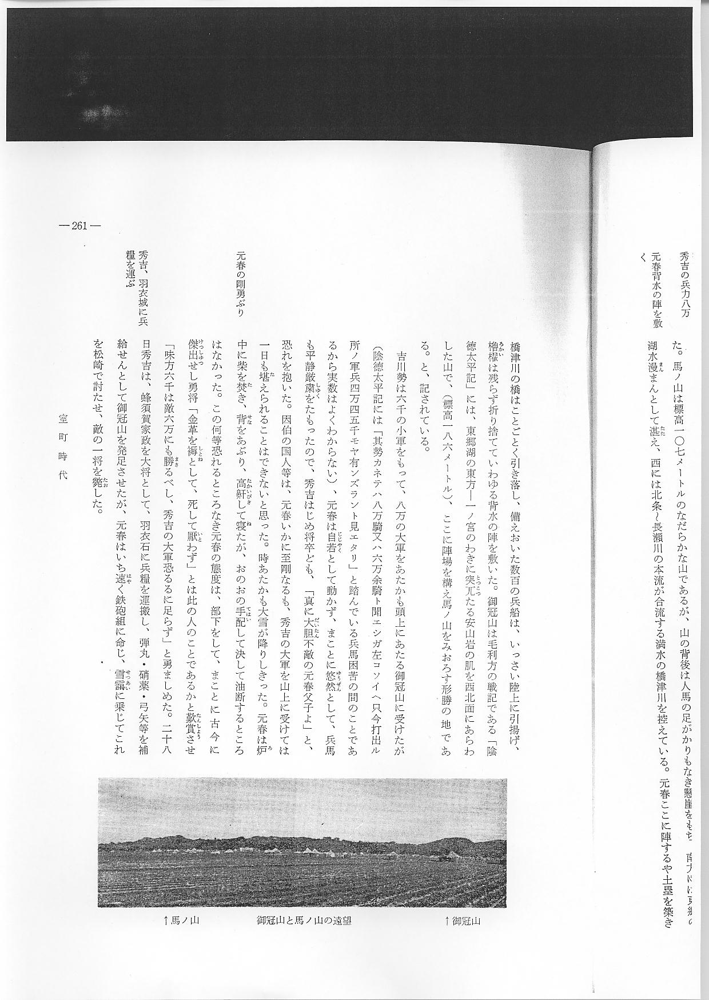 秀吉の兵力八万
元春背水の陣を敷
く
た。馬ノ山は標高一〇七メートルのなだらかな山であるが、山の背後は人馬の足がかりもなき懸崖をもち
湖水漫まんとして湛え、西には北条～長瀬川の本流が合流する満水の橋津川を控えている。元春ここに陣するや土塁を築き
橋津川の橋はことごとく引き落し、備えおいた数百の兵船は、いっさい陸上に引揚げ、
櫓櫂は残らず折り捨てていわゆる背水の陣を敷いた。御冠山は毛利方の戦記である「陰
徳太平記」には、東郷湖の東方―一ノ宮のわきに突兀たる安山岩の肌を西北面にあらわ
した山で、（標高一八六メートル）、ここに陣場を構え馬ノ山をみおろす形勝の地であ
る。と、記されている。
吉川勢は六千の小軍をもって、八万の大軍をあたかも頭上にあたる御冠山に受けたが
（陰徳太平記には「其勢カネテハ八万騎又ハ六万余騎ト聞エシガ左コソイヘ只今打出ル
所ノ軍兵四万四五千モヤ有ンズラント見エタリ」と踏んでいる兵馬困苦の間のことであ
るから実数はよくわからない）、元春は自若として動かず、まことに悠然として、兵馬
も平静厳粛をたもったので、秀吉はじめ将卒ども、「真に大胆不敵の元春父子よ」と、
恐れを抱いた。因伯の国人等は、元春いかに至剛なるも、秀吉の大軍を山上に受けては
一日も堪えられることはできないと思った。時あたかも大雪が降りしきった。元春は炉
元春の剛勇ぶり
中に柴を焚き、背をあぶり、高鼾して寝たが、おのおの手配して決して油断するところ
はなかった。この何等恐れるところなき元春の態度は、部下をして、まことに古今に
傑出せし勇将「金革を褥として、死して厭わず」とは此の人のことであるかと歎賞させ
「味方六千は敵六万にも勝るべし、秀吉の大軍恐るるに足らず」と勇ましめた。二十八
秀吉、羽衣城に兵
糧を運ぶ
日秀吉は、蜂須賀家政を大将として、羽衣石に兵糧を運搬し、弾丸・硝薬・弓矢等を補
給せんとして御冠山を発足させたが、元春はいち速く鉄砲組に命じ、雪靄に乗じてこれ
を松崎で討たせ、敵の一将を斃した。
↑御冠山
御冠山と馬ノ山の遠望
↑馬ノ山
室町時代
―261―